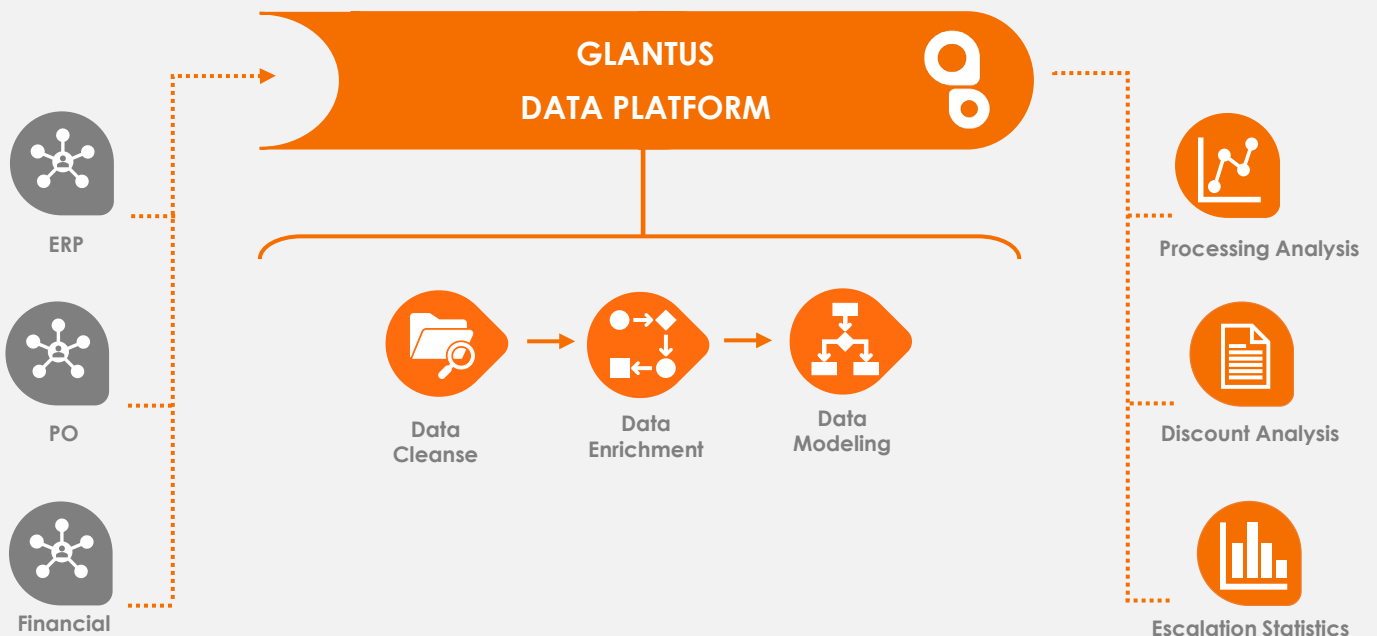 GLANTUS
DATA PLATFORM
ERP
PO
Financial
Data
Cleanse
Data
Enrichment
Data
Modeling
Processing Analysis
Discount Analysis
Escalation Statistics